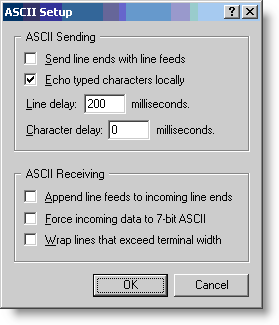 ASCII Setup
ASCII Sending
Send line ends with line feeds
Echo typed characters locally
Line delay: 200 milliseconds.
Character delay: 0 milliseconds.
ASCII Receiving
Append line feeds to incoming line ends
Force incoming data to 7-bit ASCII
Wrap lines that exceed terminal width
OK Cancel